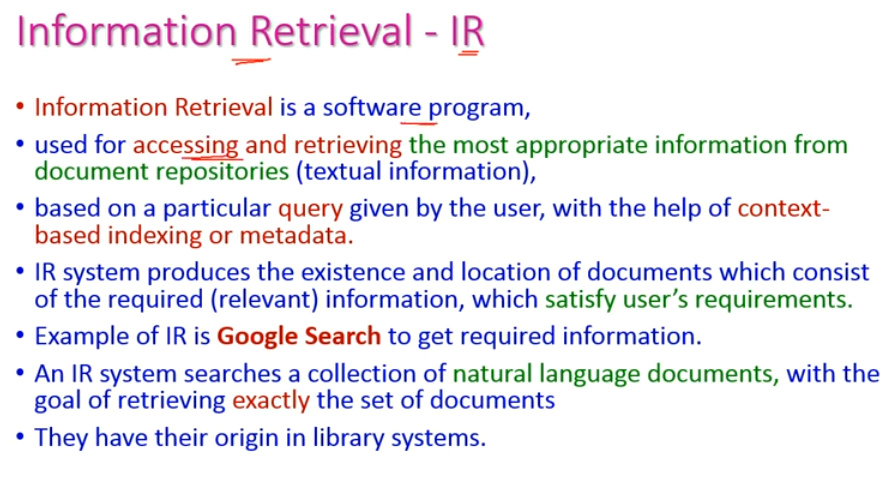 Information Retrieval - IR
• Information Retrieval is a software program,
• used for accessing and retrieving the most appropriate information from
document repositories (textual information),
• based on a particular query given by the user, with the help of context-
based indexing or metadata.
• IR system produces the existence and location of documents which consist
of the required (relevant) information, which satisfy user's requirements.
• Example of IR is Google Search to get required information.
• An IR system searches a collection of natural language documents, with the
goal of retrieving exactly the set of documents
• They have their origin in library systems.